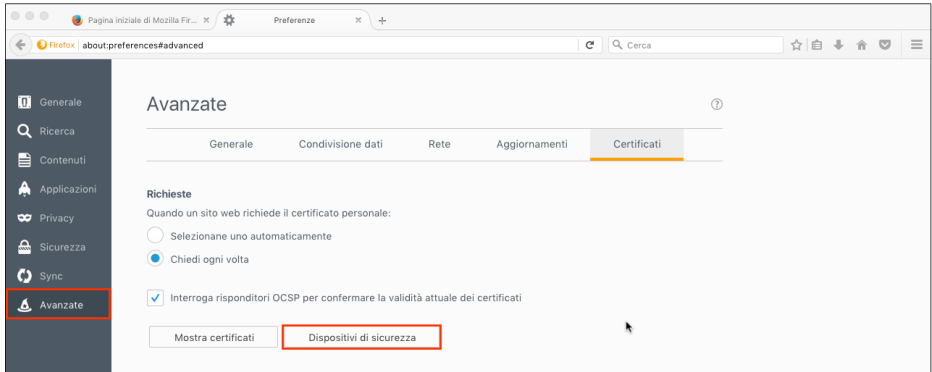 Pagina iniziale di Mozilla Fir... ×
Preferenze ×
+
Firefox about:preferences#advanced
Cerca
Generale
Ricerca
Contenuti
Applicazioni
Privacy
Sicurezza
Sync
Avanzate
Avanzate
?
Generale Condivisione dati Rete Aggiornamenti Certificati
Richieste
Quando un sito web richiede il certificato personale:
Selezionane uno automaticamente
Chiedi ogni volta
Interroga risponditori OCSP per confermare la validità attuale dei certificati
Mostra certificati Dispositivi di sicurezza